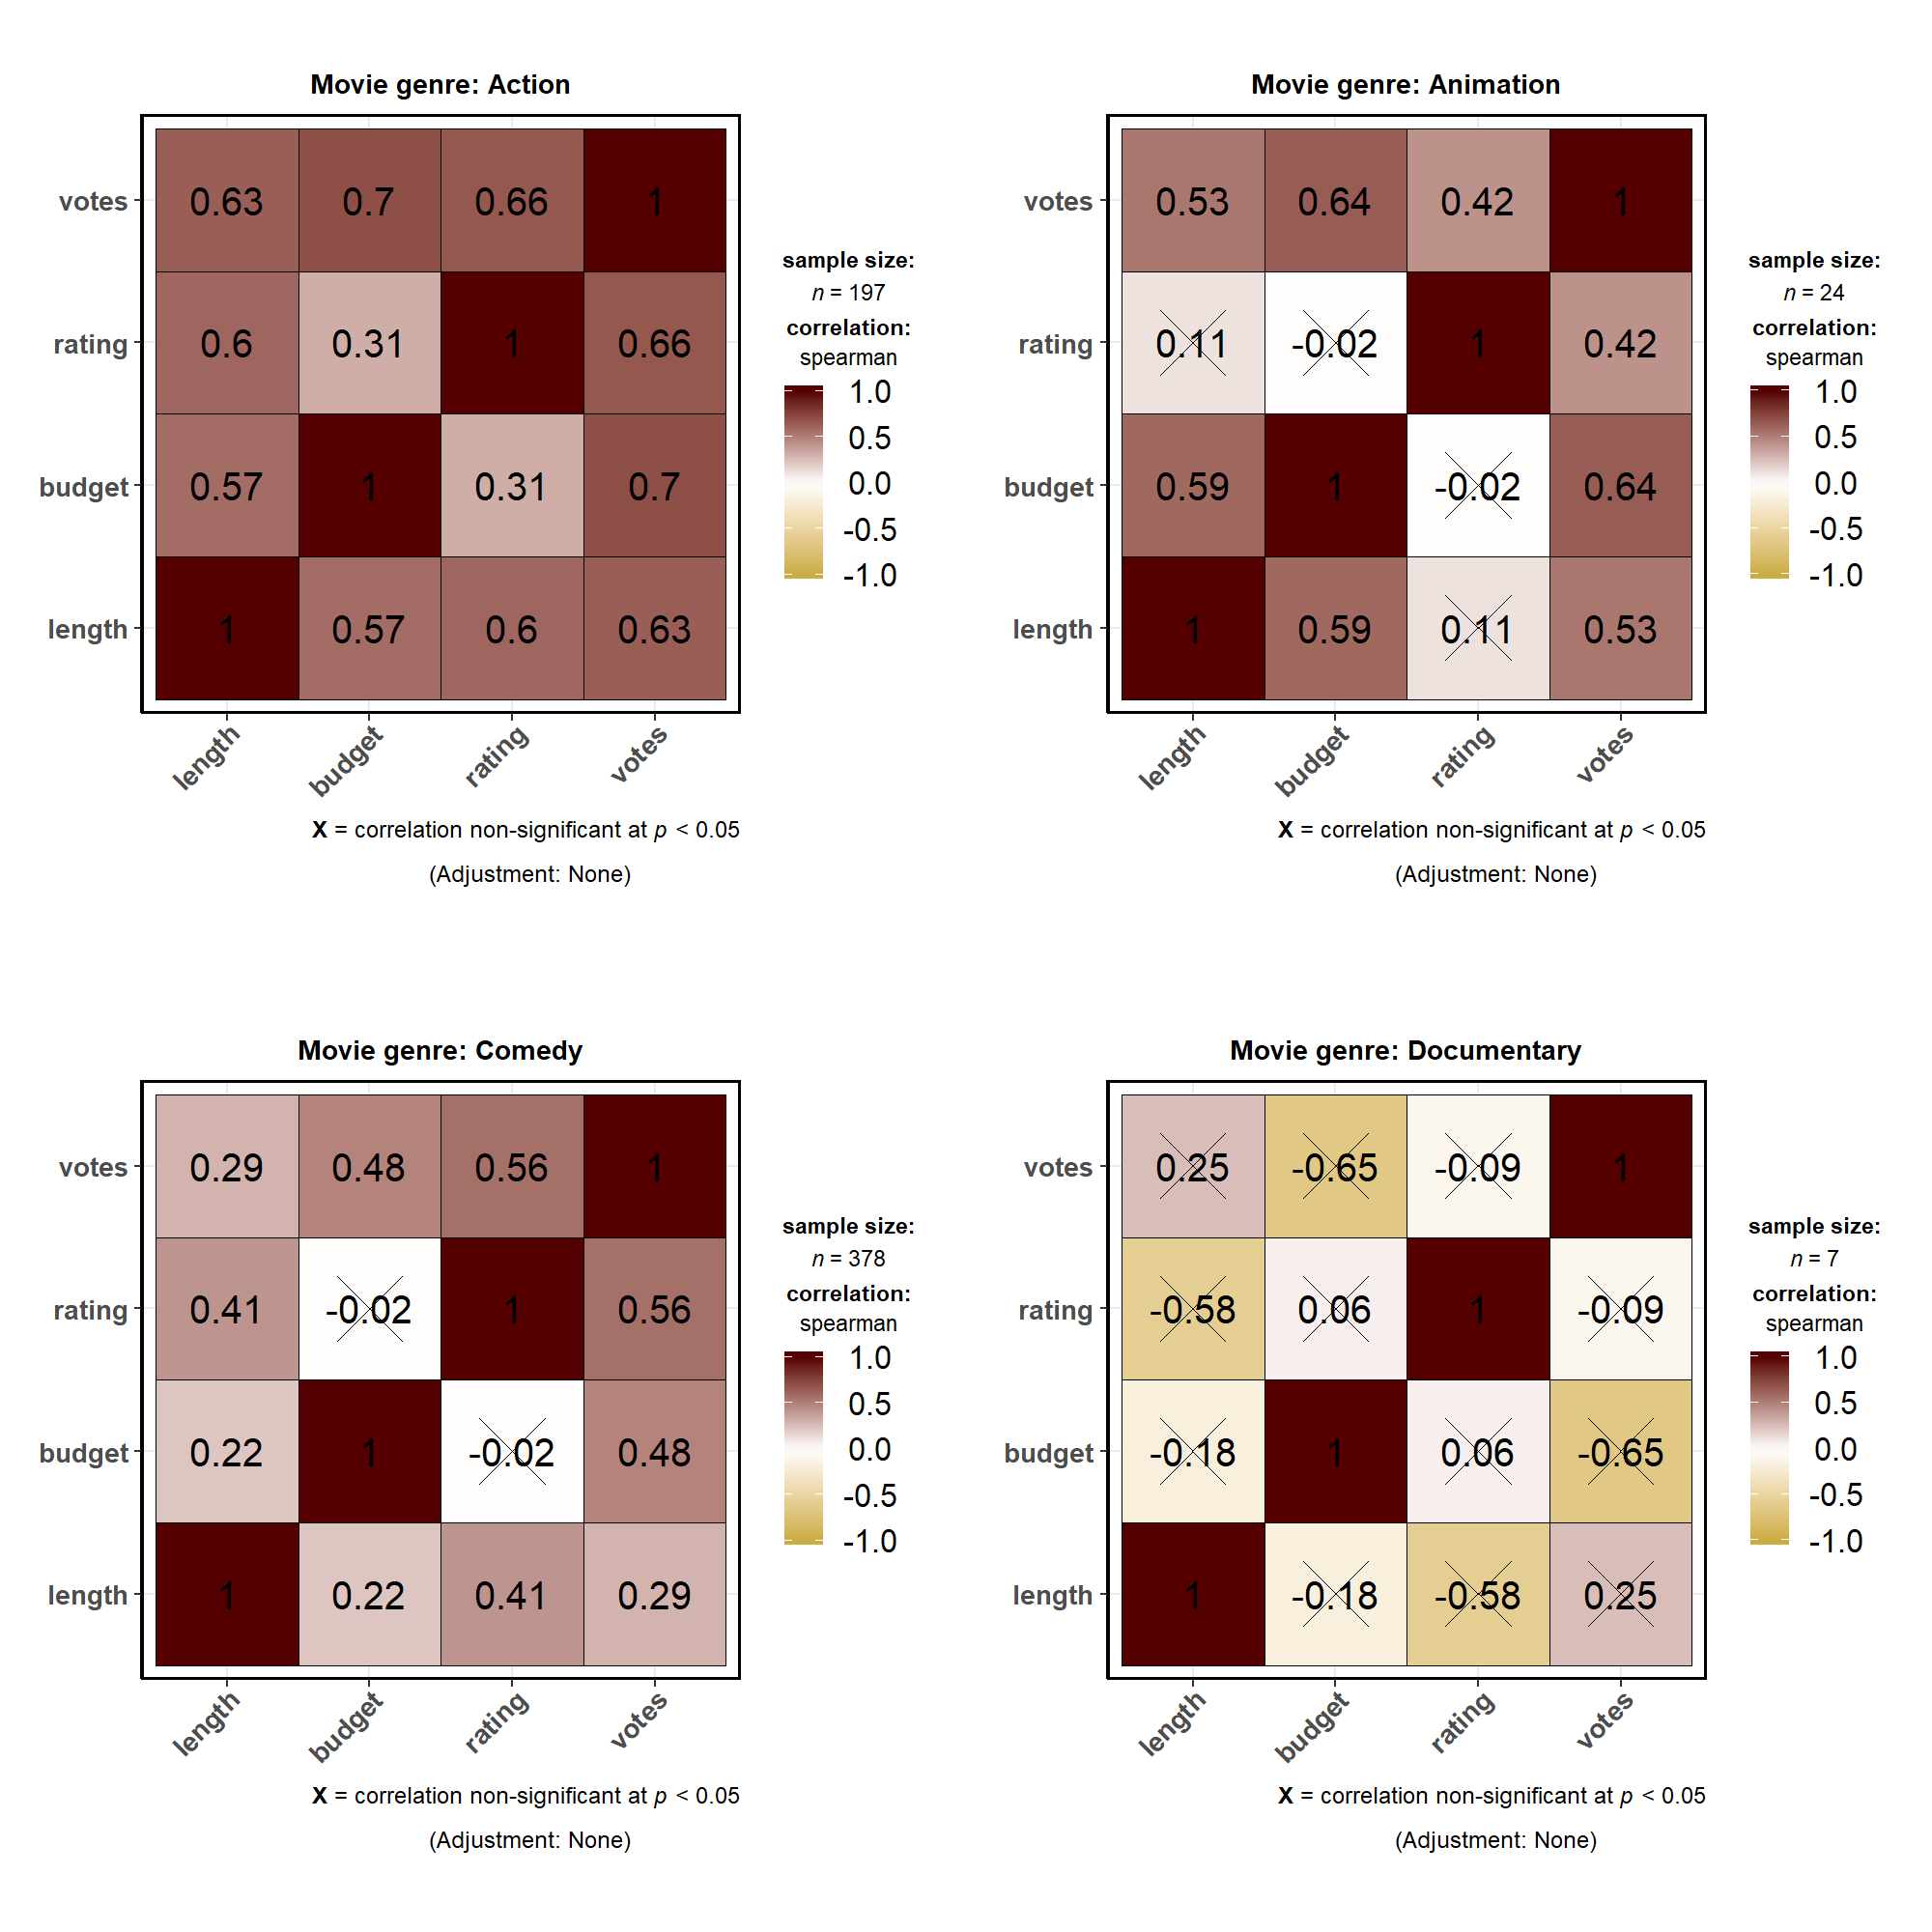 Movie genre: Action
votes 0.63 0.7 0.66 1
rating 0.6 0.31 1 0.66
budget 0.57 1 0.31 0.7
length 1 0.57 0.6 0.63
length budget rating votes
sample size:
n = 197
correlation:
spearman
1.0
0.5
0.0
-0.5
-1.0
X = correlation non-significant at p < 0.05
(Adjustment: None)
Movie genre: Animation
votes 0.53 0.64 0.42 1
rating 0.11 -0.02 1 0.42
budget 0.59 1 -0.02 0.64
length 1 0.59 0.11 0.53
length budget rating votes
sample size:
n = 24
correlation:
spearman
1.0
0.5
0.0
-0.5
-1.0
X = correlation non-significant at p < 0.05
(Adjustment: None)
Movie genre: Comedy
votes 0.29 0.48 0.56 1
rating 0.41 -0.02 1 0.56
budget 0.22 1 -0.02 0.48
length 1 0.22 0.41 0.29
length budget rating votes
sample size:
n = 378
correlation:
spearman
1.0
0.5
0.0
-0.5
-1.0
X = correlation non-significant at p < 0.05
(Adjustment: None)
Movie genre: Documentary
votes 0.25 -0.65 -0.09 1
rating -0.58 0.06 1 -0.09
budget -0.18 1 0.06 -0.65
length 1 -0.18 -0.58 0.25
length budget rating votes
sample size:
n = 7
correlation:
spearman
1.0
0.5
0.0
-0.5
-1.0
X = correlation non-significant at p < 0.05
(Adjustment: None)